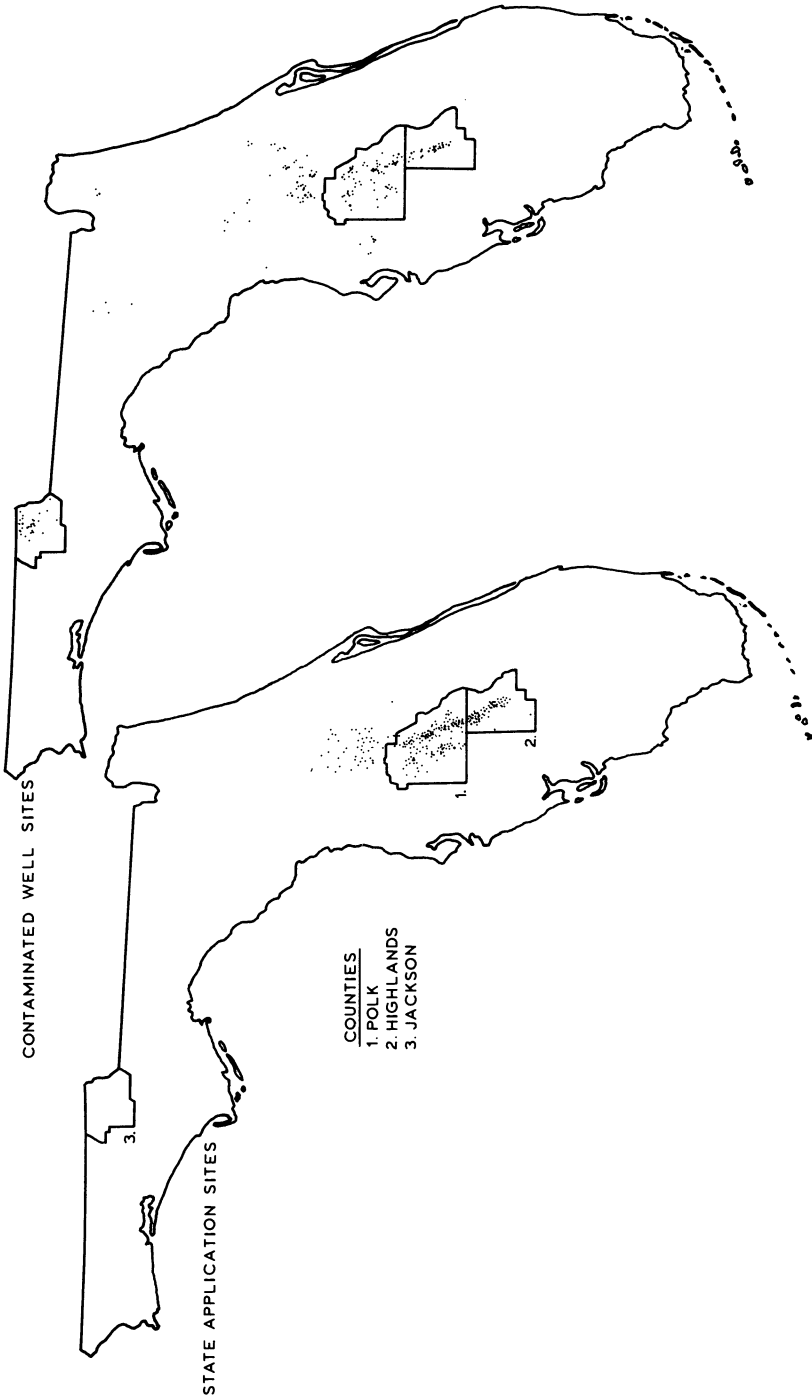 CONTAMINATED WELL SITES
STATE APPLICATION SITES
COUNTIES
1. POLK
2. HIGHLANDS
3. JACKSON
1.
2.
3.